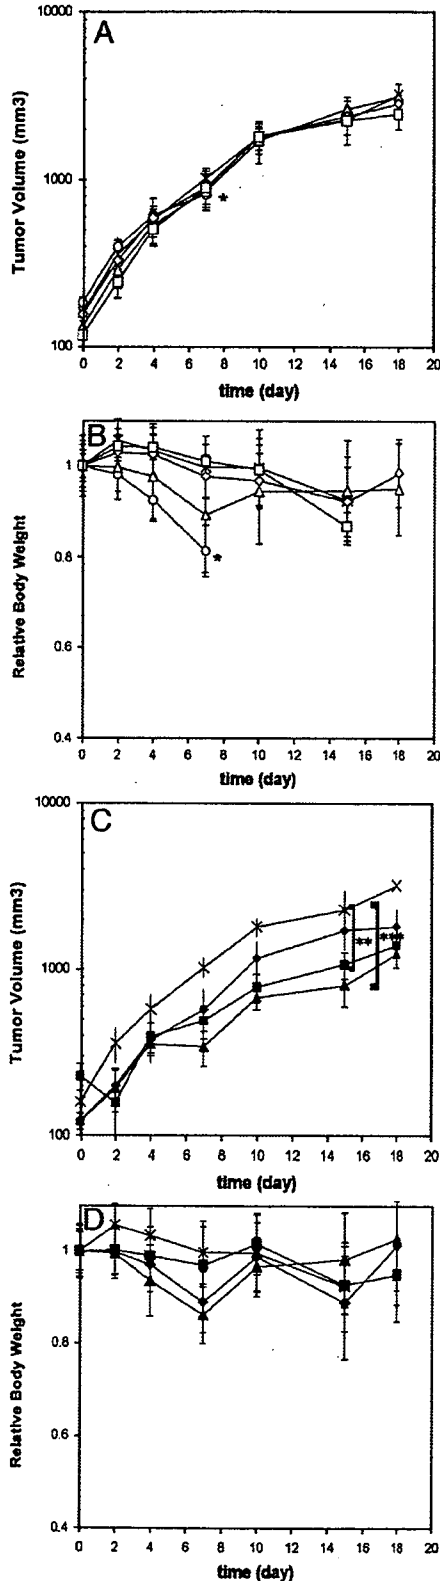 A
10000
1000
100
Tumor Volume (mm3)
*
0 2 4 6 8 10 12 14 16 18 20
time (day)
B
1
0.8
0.6
0.4
Relative Body Weight
*
0 2 4 6 8 10 12 14 16 18 20
time (day)
C
10000
1000
100
Tumor Volume (mm3)
** ***
0 2 4 6 8 10 12 14 16 18 20
time (day)
D
1
0.8
0.6
0.4
Relative Body Weight
0 2 4 6 8 10 12 14 16 18 20
time (day)